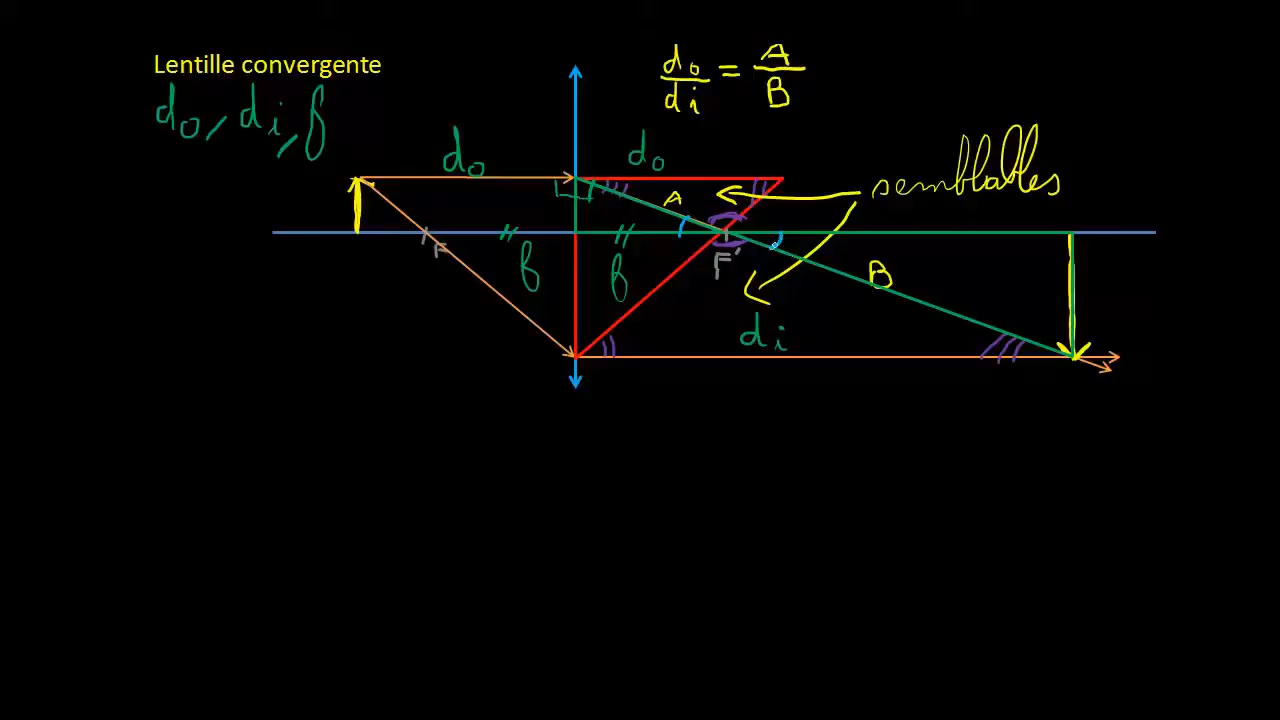 Lentille convergente
do, di, f
do/di = A/B
do
do
semblables
A
F
f
f
F'
B
di